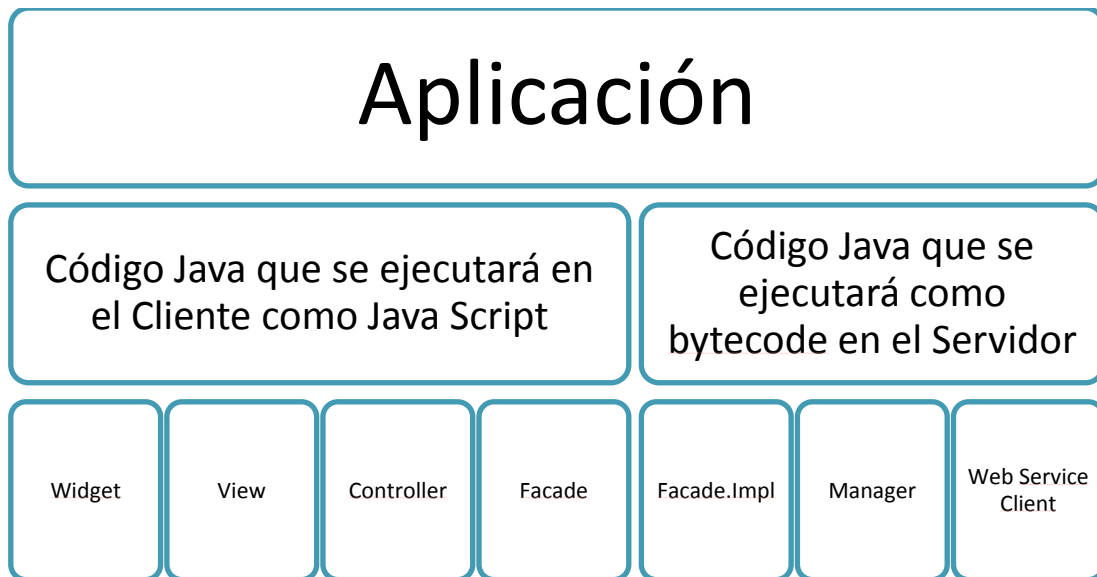 Aplicación
Código Java que se ejecutará en
el Cliente como Java Script
Código Java que se
ejecutará como
bytecode en el Servidor
Widget
View
Controller
Facade
Facade.Impl
Manager
Web Service
Client